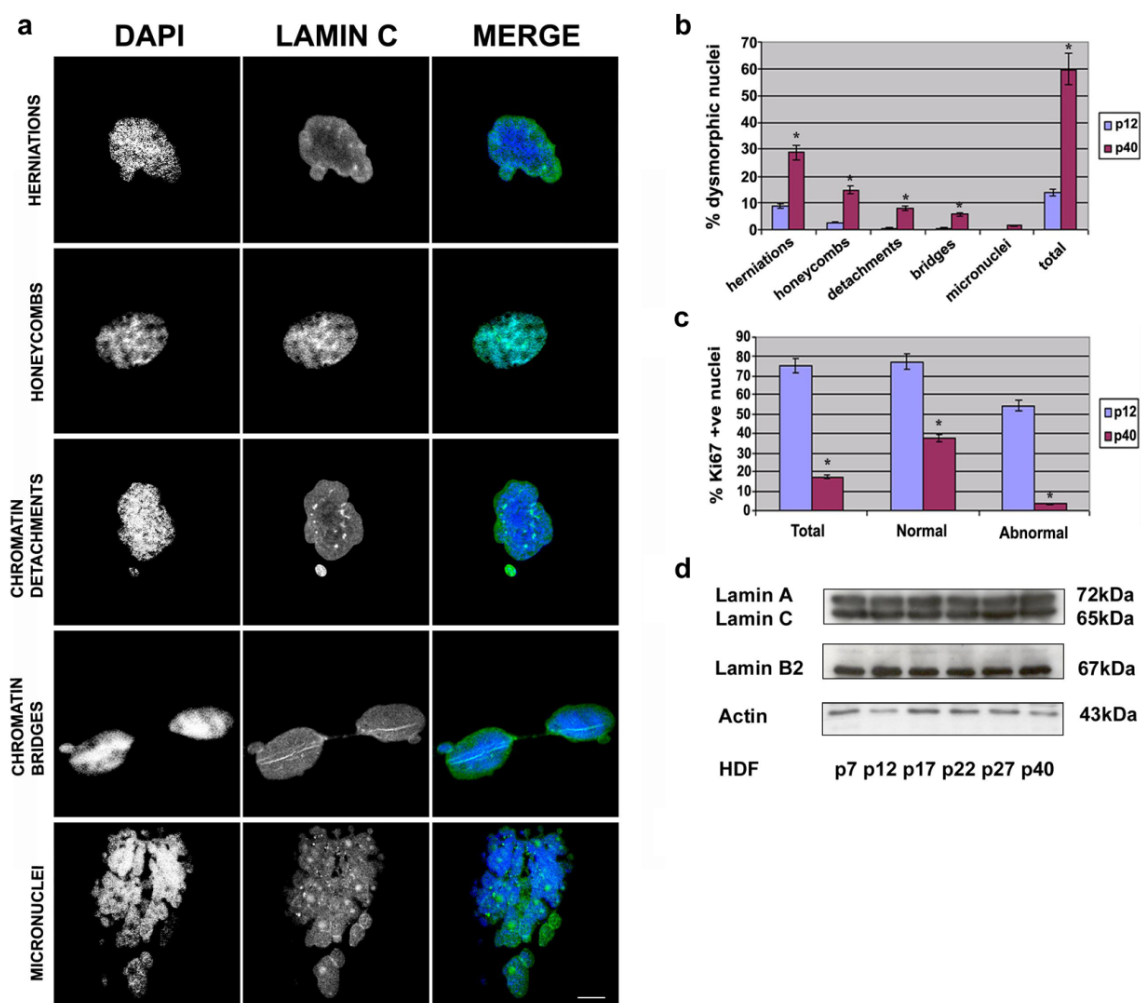 a
DAPI LAMIN C MERGE
HERNIATIONS
HONEYCOMBS
CHROMATIN
DETACHMENTS
CHROMATIN
BRIDGES
MICRONUCLEI
b
% dysmorphic nuclei
70
60
50
40
30
20
10
0
* * * * *
herniations honeycombs detachments bridges micronuclei total
p12
p40
c
% Ki67 +ve nuclei
90
80
70
60
50
40
30
20
10
0
* * *
Total Normal Abnormal
p12
p40
d
Lamin A 72kDa
Lamin C 65kDa
Lamin B2 67kDa
Actin 43kDa
HDF p7 p12 p17 p22 p27 p40